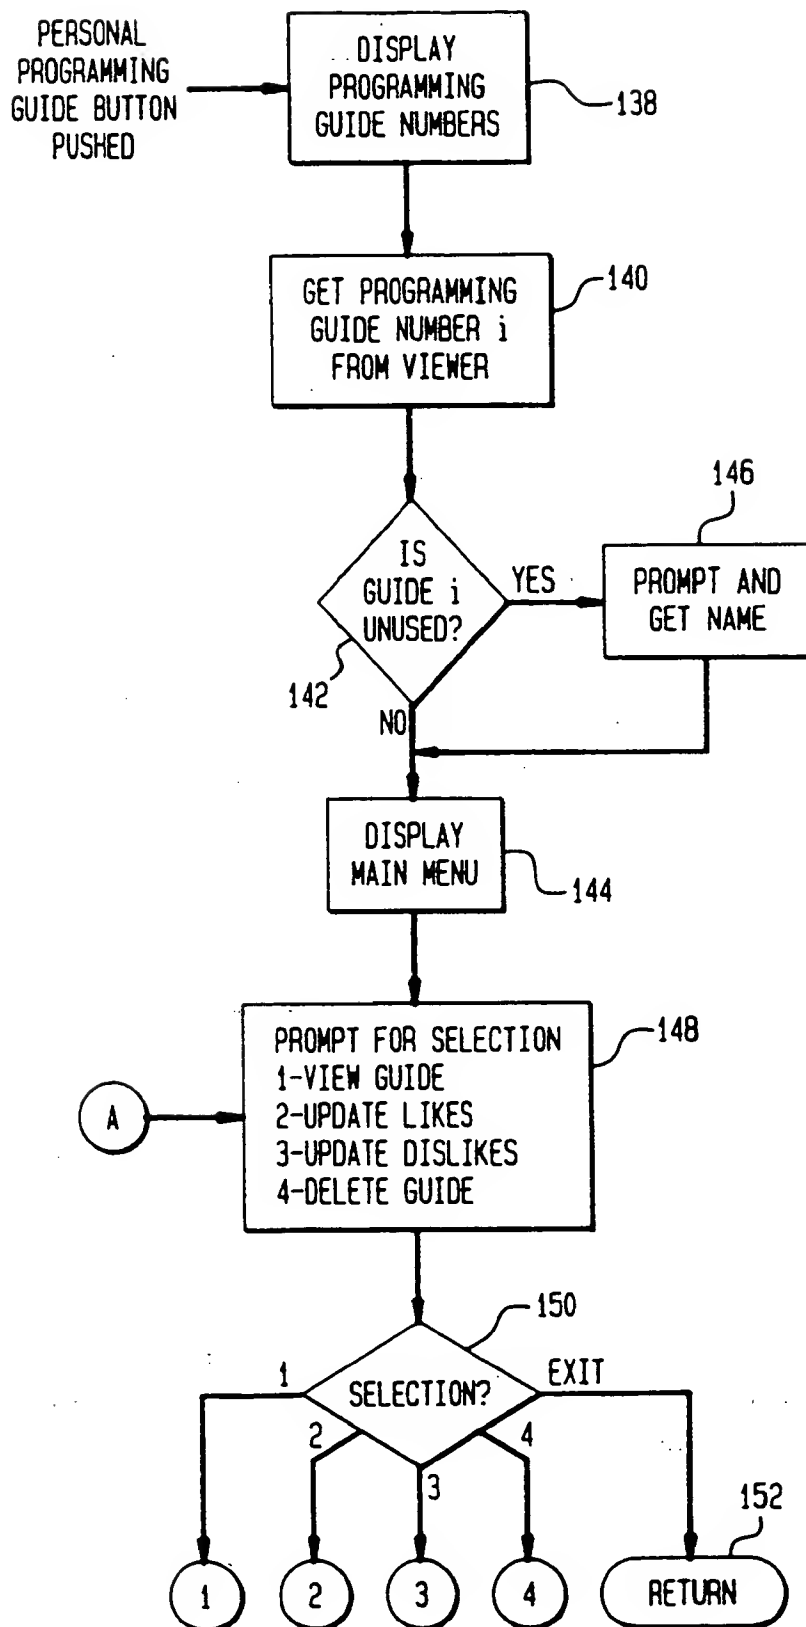 PERSONAL
PROGRAMMING
GUIDE BUTTON
PUSHED
DISPLAY
PROGRAMMING
GUIDE NUMBERS
138
GET PROGRAMMING
GUIDE NUMBER i
FROM VIEWER
140
IS
GUIDE i
UNUSED?
142
YES
NO
146
PROMPT AND
GET NAME
DISPLAY
MAIN MENU
144
A
PROMPT FOR SELECTION
1-VIEW GUIDE
2-UPDATE LIKES
3-UPDATE DISLIKES
4-DELETE GUIDE
148
150
SELECTION?
1
2
3
4
EXIT
152
1
2
3
4
RETURN